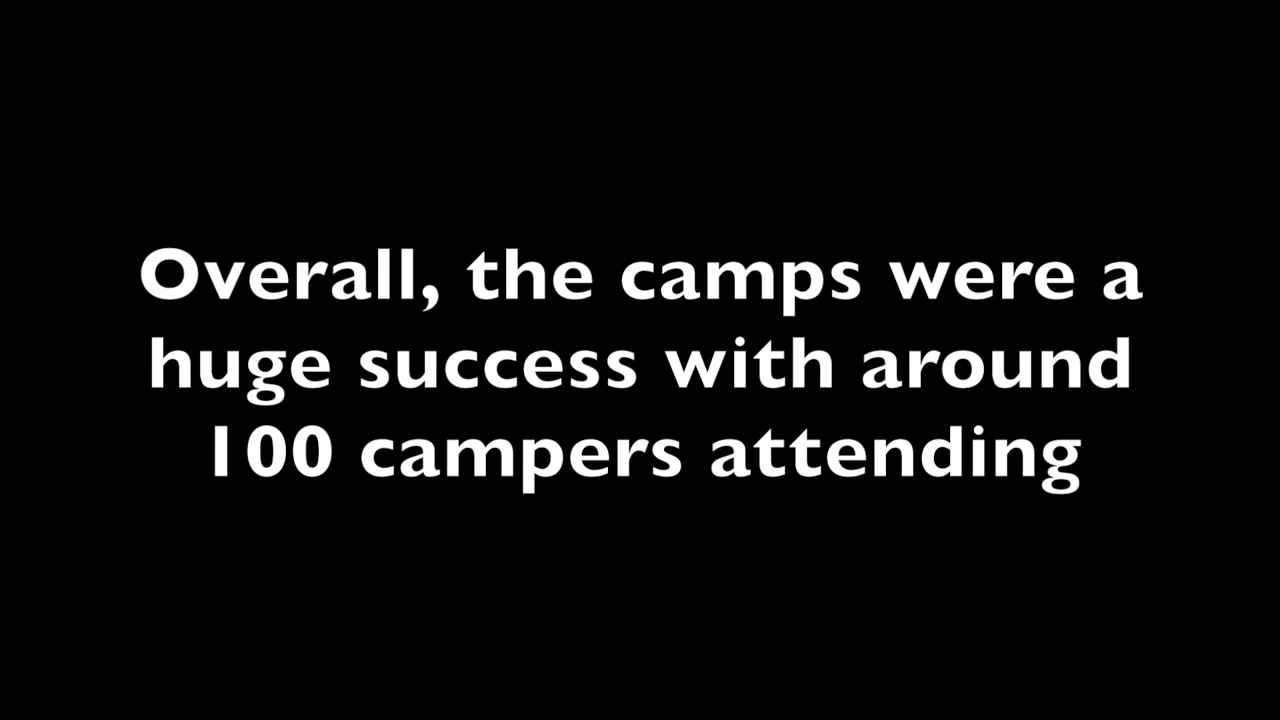 Overall, the camps were a
huge success with around
100 campers attending